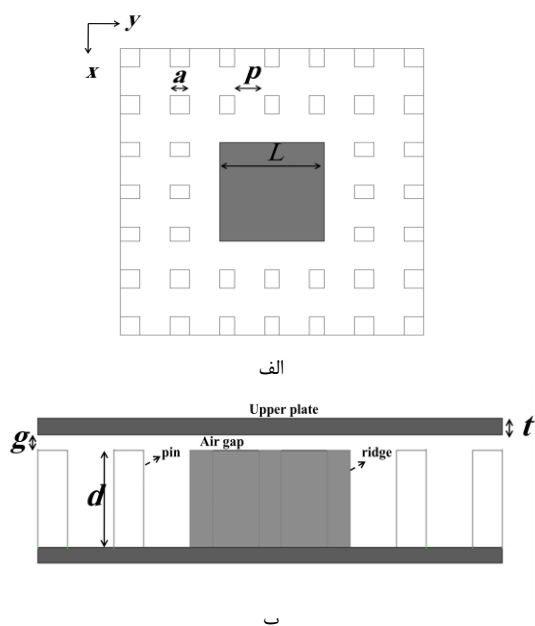 y
x
a
p
L
الف
Upper plate
t
g
Air gap
pin
ridge
d
ب